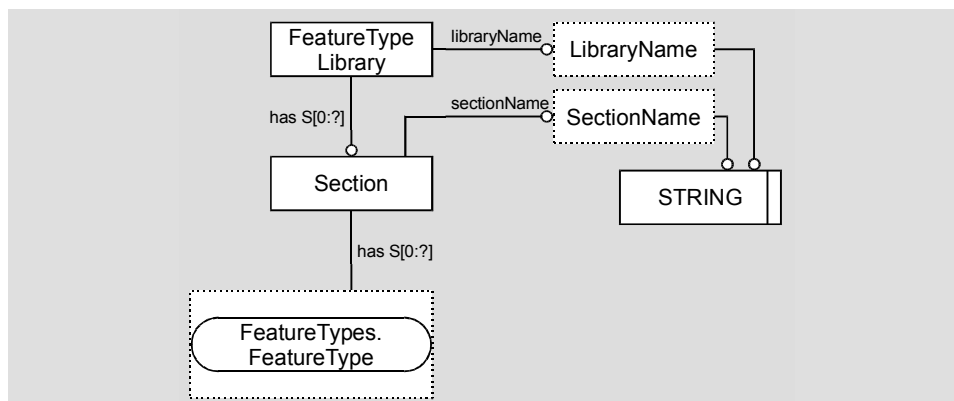 FeatureType
Library
libraryName
LibraryName
has S[0:?]
sectionName
SectionName
Section
STRING
has S[0:?]
FeatureTypes.
FeatureType